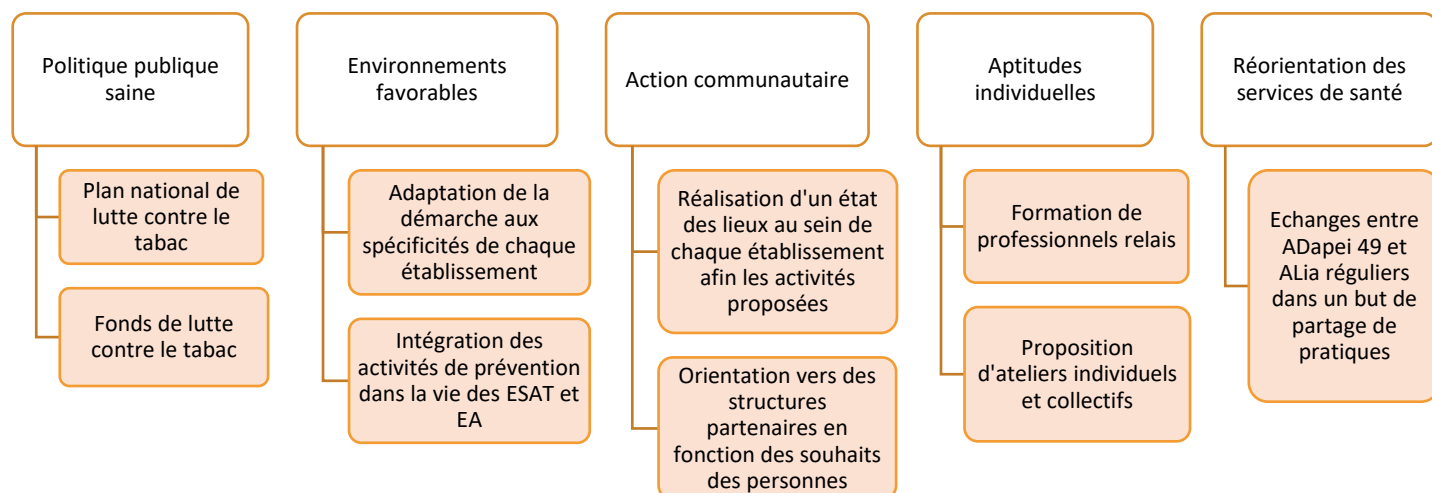 Politique publique
saine
Plan national de
lutte contre le
tabac
Fonds de lutte
contre le tabac
Environnements
favorables
Adaptation de la
démarche aux
spécificités de chaque
établissement
Intégration des
activités de prévention
dans la vie des ESAT et
EA
Action communautaire
Réalisation d'un état
des lieux au sein de
chaque établissement
afin les activités
proposées
Orientation vers des
structures
partenaires en
fonction des souhaits
des personnes
Aptitudes
individuelles
Formation de
professionnels relais
Proposition
d'ateliers individuels
et collectifs
Réorientation des
services de santé
Echanges entre
ADapei 49 et
ALia réguliers
dans un but de
partage de
pratiques